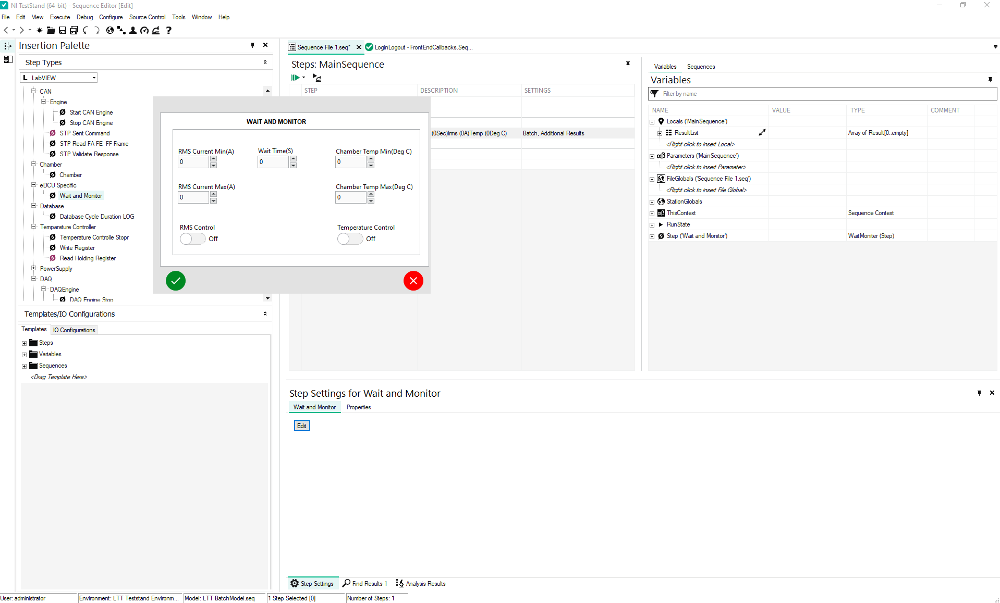 NI TestStand (64-bit) - Sequence Editor [Edit]
File Edit View Execute Debug Configure Source Control Tools Window Help
Insertion Palette
Step Types
L LabVIEW
CAN
Engine
Start CAN Engine
Stop CAN Engine
STP Sent Command
STP Read FA FE FF Frame
STP Validate Response
Chamber
Chamber
eDCU Specific
Wait and Monitor
Database
Database Cycle Duration LOG
Temparature Controller
Temperature Controlle Stopr
Write Register
Read Holding Register
PowerSupply
DAQ
DAQEngine
DAQ Engine Stop
Templates/IO Configurations
Templates IO Configurations
Steps
Variables
Sequences
<Drag Template Here>
Sequence File 1.seq* LoginLogout - FrontEndCallbacks.Seq...
Steps: MainSequence
STEP DESCRIPTION SETTINGS
(0Sec)Irms (0A)Temp (0Deg C) Batch, Additional Results
WAIT AND MONITOR
RMS Current Min(A) Wait Time(S) Chamber Temp Min(Deg C)
0 0 0
RMS Current Max(A) Chamber Temp Max(Deg C)
0 0
RMS Control Temperature Control
Off Off
Variables Sequences
Variables
Filter by name
NAME VALUE TYPE COMMENT
Locals ('MainSequence')
ResultList Array of Result[0..empty]
<Right click to insert Local>
αβ Parameters ('MainSequence')
<Right click to insert Parameter>
FileGlobals ('Sequence File 1.seq')
<Right click to insert File Global>
StationGlobals
αβ ThisContext Sequence Context
RunState
Step ('Wait and Monitor') WaitMoniter (Step)
Step Settings for Wait and Monitor
Wait and Monitor Properties
Edit
Step Settings Find Results 1 Analysis Results
User: administrator Environment: LTT Teststand Environm... Model: LTT BatchModel.seq 1 Step Selected [0] Number of Steps: 1